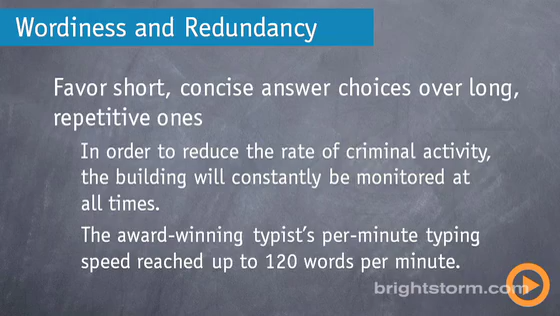 Wordiness and Redundancy
Favor short, concise answer choices over long,
repetitive ones
In order to reduce the rate of criminal activity,
the building will constantly be monitored at
all times.
The award-winning typist's per-minute typing
speed reached up to 120 words per minute.
brightstorm.com